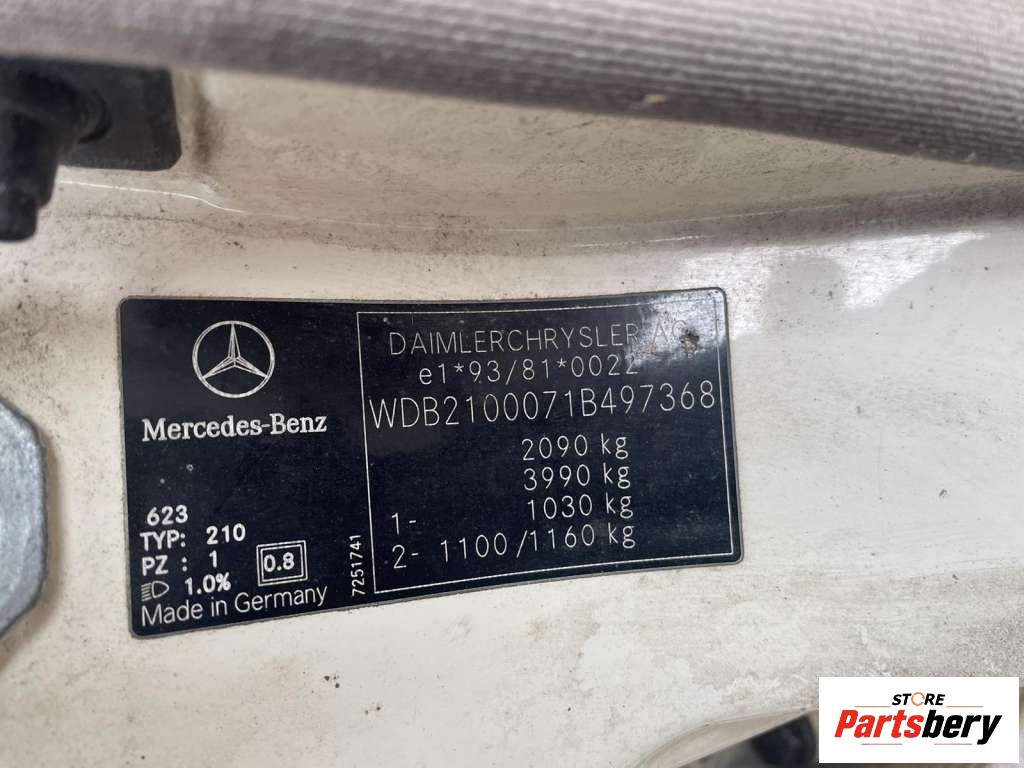 Mercedes-Benz
623
TYP: 210
PZ : 1
1.0%
0.8
Made in Germany
7251741
DAIMLERCHRYSLER AG
e1*93/81*0022
WDB2100071B497368
2090 kg
3990 kg
1- 1030 kg
2- 1100/1160 kg
STORE
Partsbery